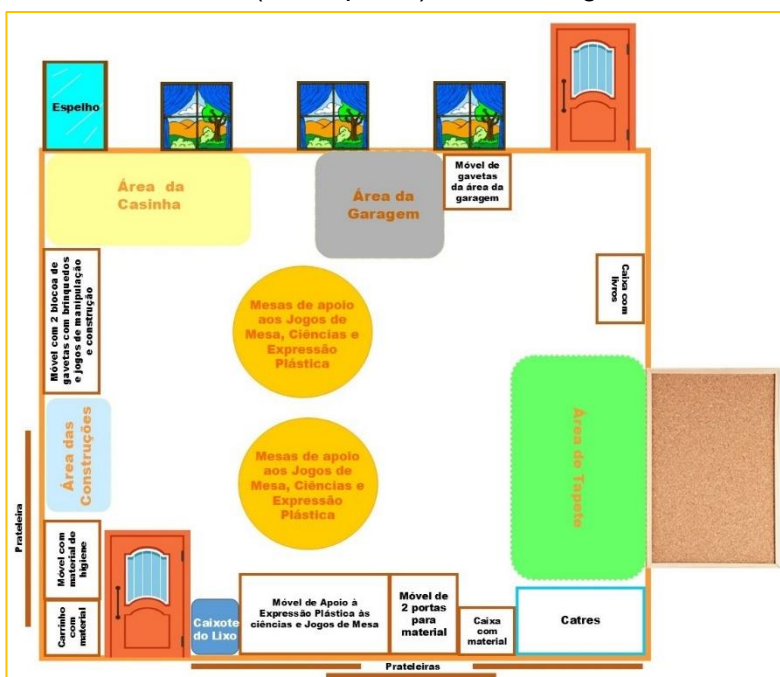 Espelho
Área da
Casinha
Área da
Garagem
Móvel de
gavetas
da área da
garagem
Caixa com
livros
Móvel com 2 blocoa de
gavetas com brinquedos
e jogos de manipulação
e construção
Mesas de apoio
aos Jogos de
Mesa, Ciências e
Expressão
Plástica
Área das
Construções
Área do Tapete
Mesas de apoio
aos Jogos de
Mesa, Ciências e
Expressão
Plástica
Prateleira
Móvel com
material de
higiene
Carrinho
com
material
Caixote
do Lixo
Móvel de Apoio à
Expressão Plástica às
ciências e Jogos de Mesa
Móvel de
2 portas
para
material
Caixa
com
material
Catres
Prateleiras